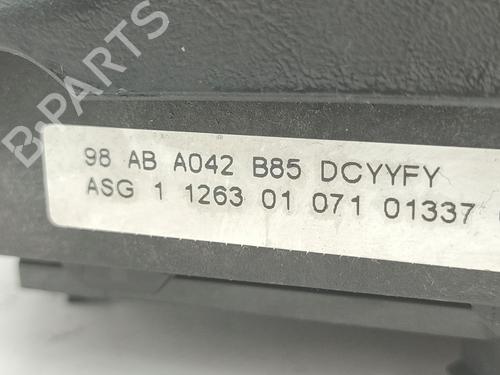 B-PARTS
98 AB A042 B85 DCYYFY
ASG 1 1263 01 071 01337